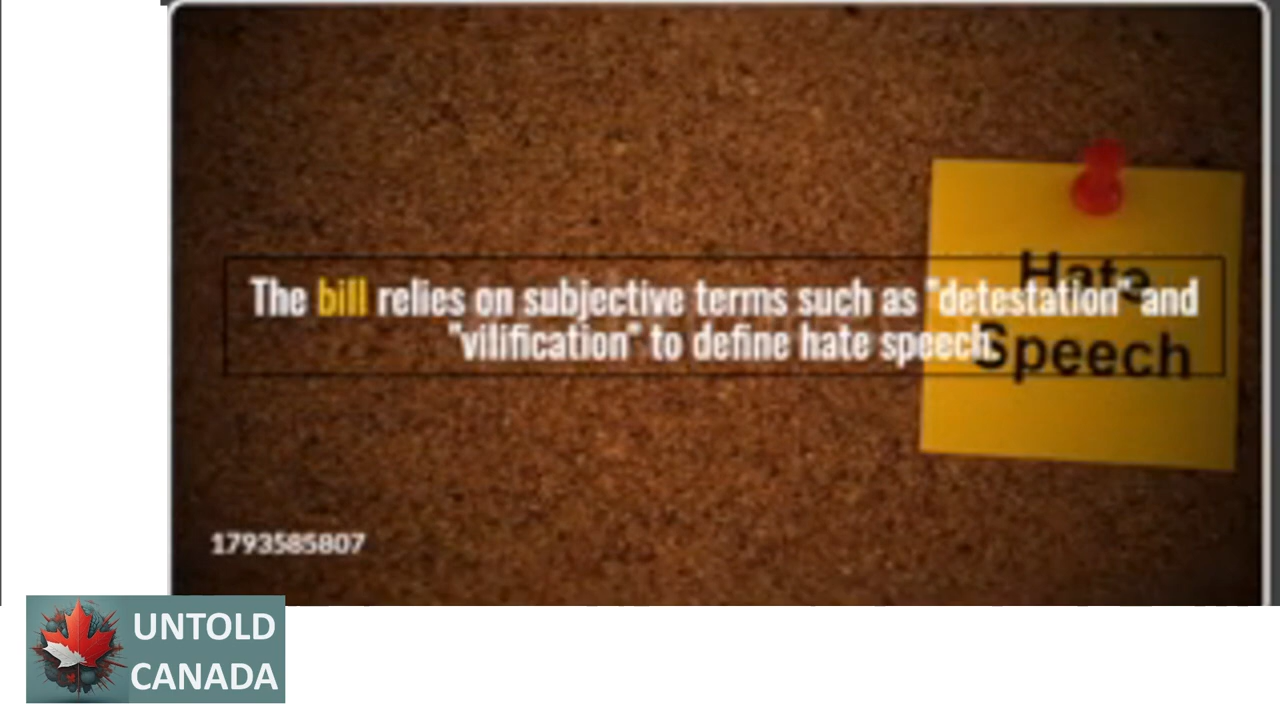 Hate
Speech
The bill relies on subjective terms such as "detestation" and
"vilification" to define hate speech.
1793585807
UNTOLD
CANADA